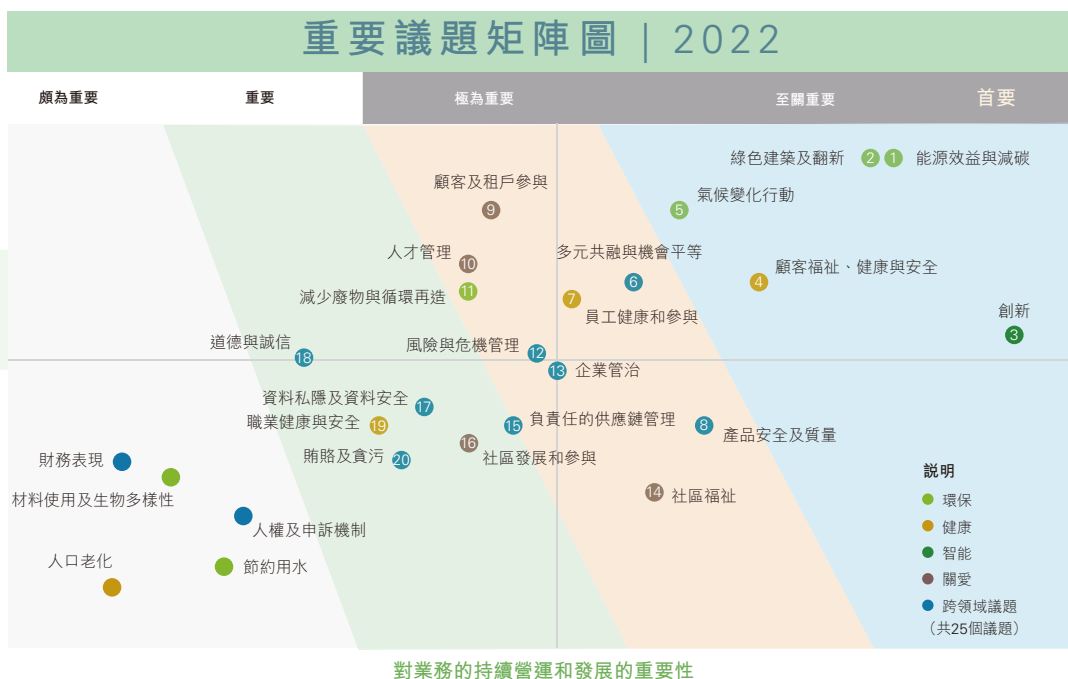 重要議題矩陣圖 | 2022
頗為重要
重要
極為重要
至關重要
首要
綠色建築及翻新 2 1 能源效益與減碳
顧客及租戶參與
9
5 氣候變化行動
人才管理 10
多元共融與機會平等
6
4 顧客福祉、健康與安全
減少廢物與循環再造 11
7 員工健康和參與
創新
3
道德與誠信
18
風險與危機管理 12
13 企業管治
資料私隱及資料安全 17
職業健康與安全 19
15 負責任的供應鏈管理
8 產品安全及質量
賄賂及貪污 20
16 社區發展和參與
14 社區福祉
財務表現
材料使用及生物多樣性
人權及申訴機制
人口老化
節約用水
説明
環保
健康
智能
關愛
跨領域議題
（共25個議題）
對業務的持續營運和發展的重要性